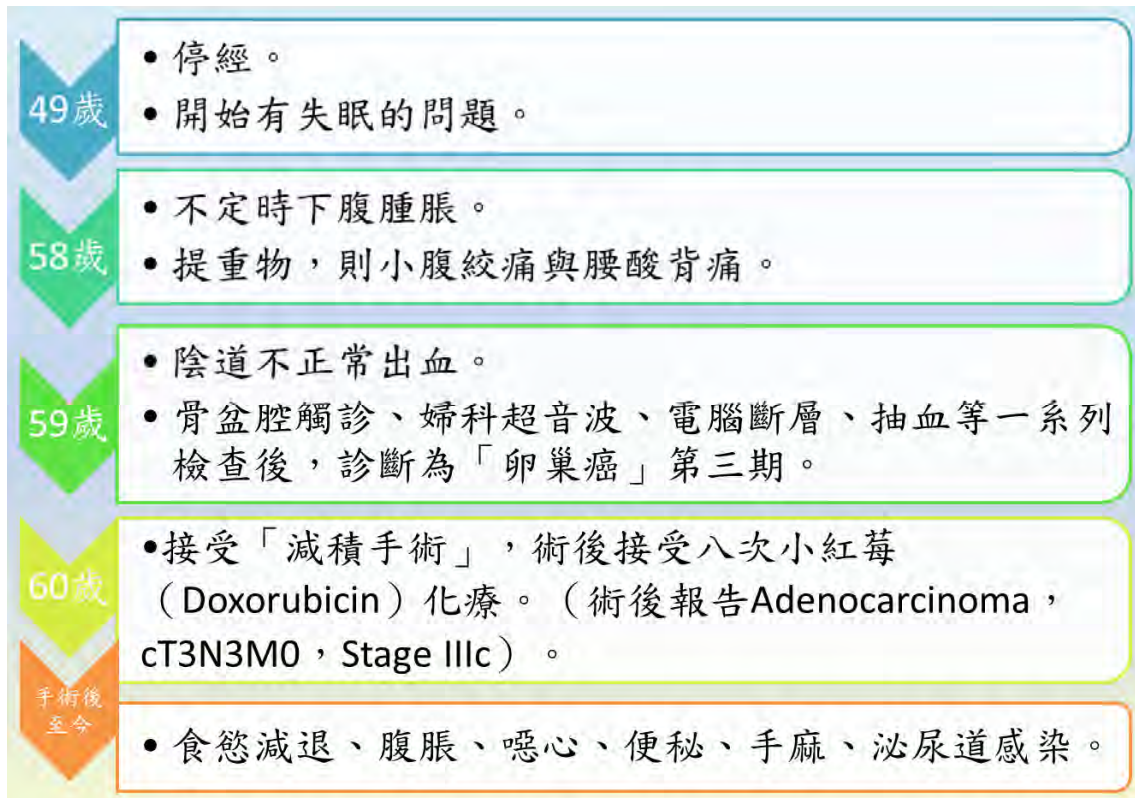 49歲
•停經。
•開始有失眠的問題。
58歲
•不定時下腹腫脹。
•提重物，則小腹絞痛與腰酸背痛。
59歲
•陰道不正常出血。
•骨盆腔觸診、婦科超音波、電腦斷層、抽血等一系列
檢查後，診斷為「卵巢癌」第三期。
60歲
•接受「減積手術」，術後接受八次小紅莓
（Doxorubicin）化療。（術後報告Adenocarcinoma，
cT3N3M0，Stage IIIc）。
手術後
至今
•食慾減退、腹脹、噁心、便秘、手麻、泌尿道感染。